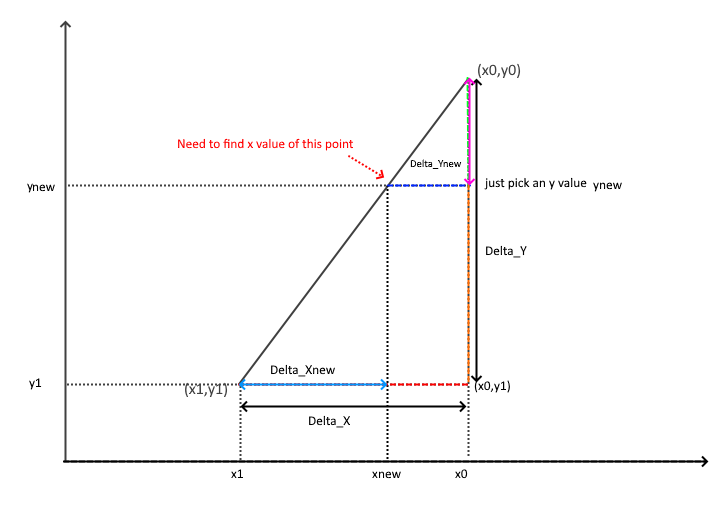 (x0,y0)
Need to find x value of this point
Delta_Ynew
ynew
just pick an y value ynew
Delta_Y
Delta_Xnew
y1
(x1,y1)
(x0,y1)
Delta_X
x1
xnew
x0